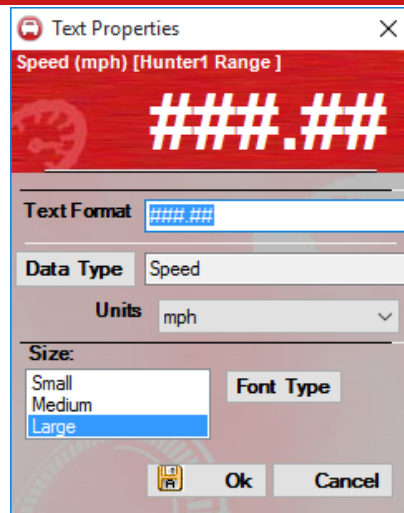 Text Properties
Speed (mph) [Hunter1 Range ]
###.##
Text Format ###.##
Data Type Speed
Units mph
Size:
Small
Medium
Large
Font Type
Ok Cancel